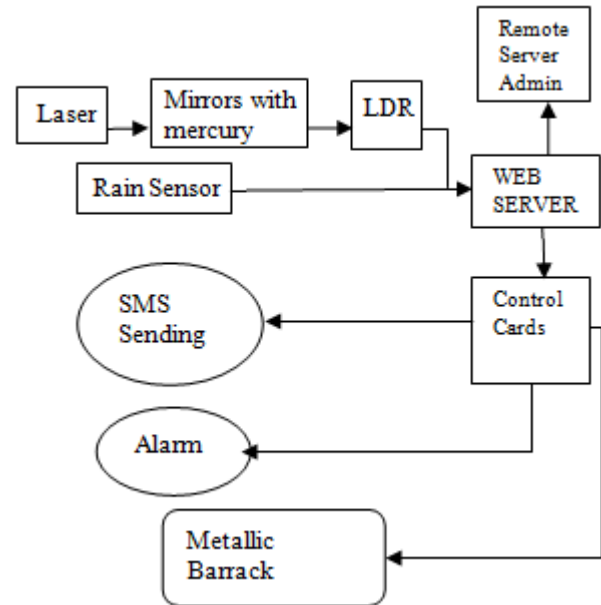 Remote
Server
Admin
Laser
Mirrors with
mercury
LDR
Rain Sensor
WEB
SERVER
SMS
Sending
Control
Cards
Alarm
Metallic
Barrack